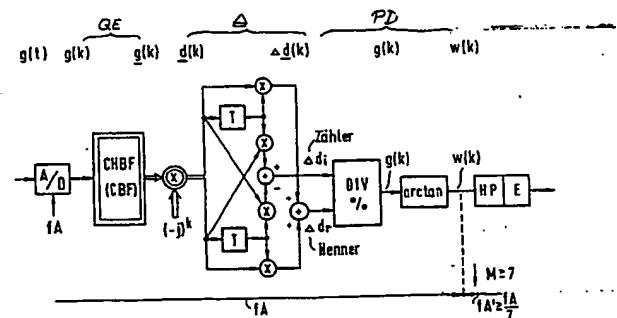 QE Δ PD
g(t) g(k) g(k) d(k) Δd(k) g(k) w(k)
X
T
X
Zähler
Δdi
A/D
CHBF
(CBF)
X
+
+
-
DIV
%
g(k)
arctan
w(k)
HP E
fA
(-j)^k
X
+
+
+
Δdr
Nenner
T
X
M=7
fA
fA'=fA/7